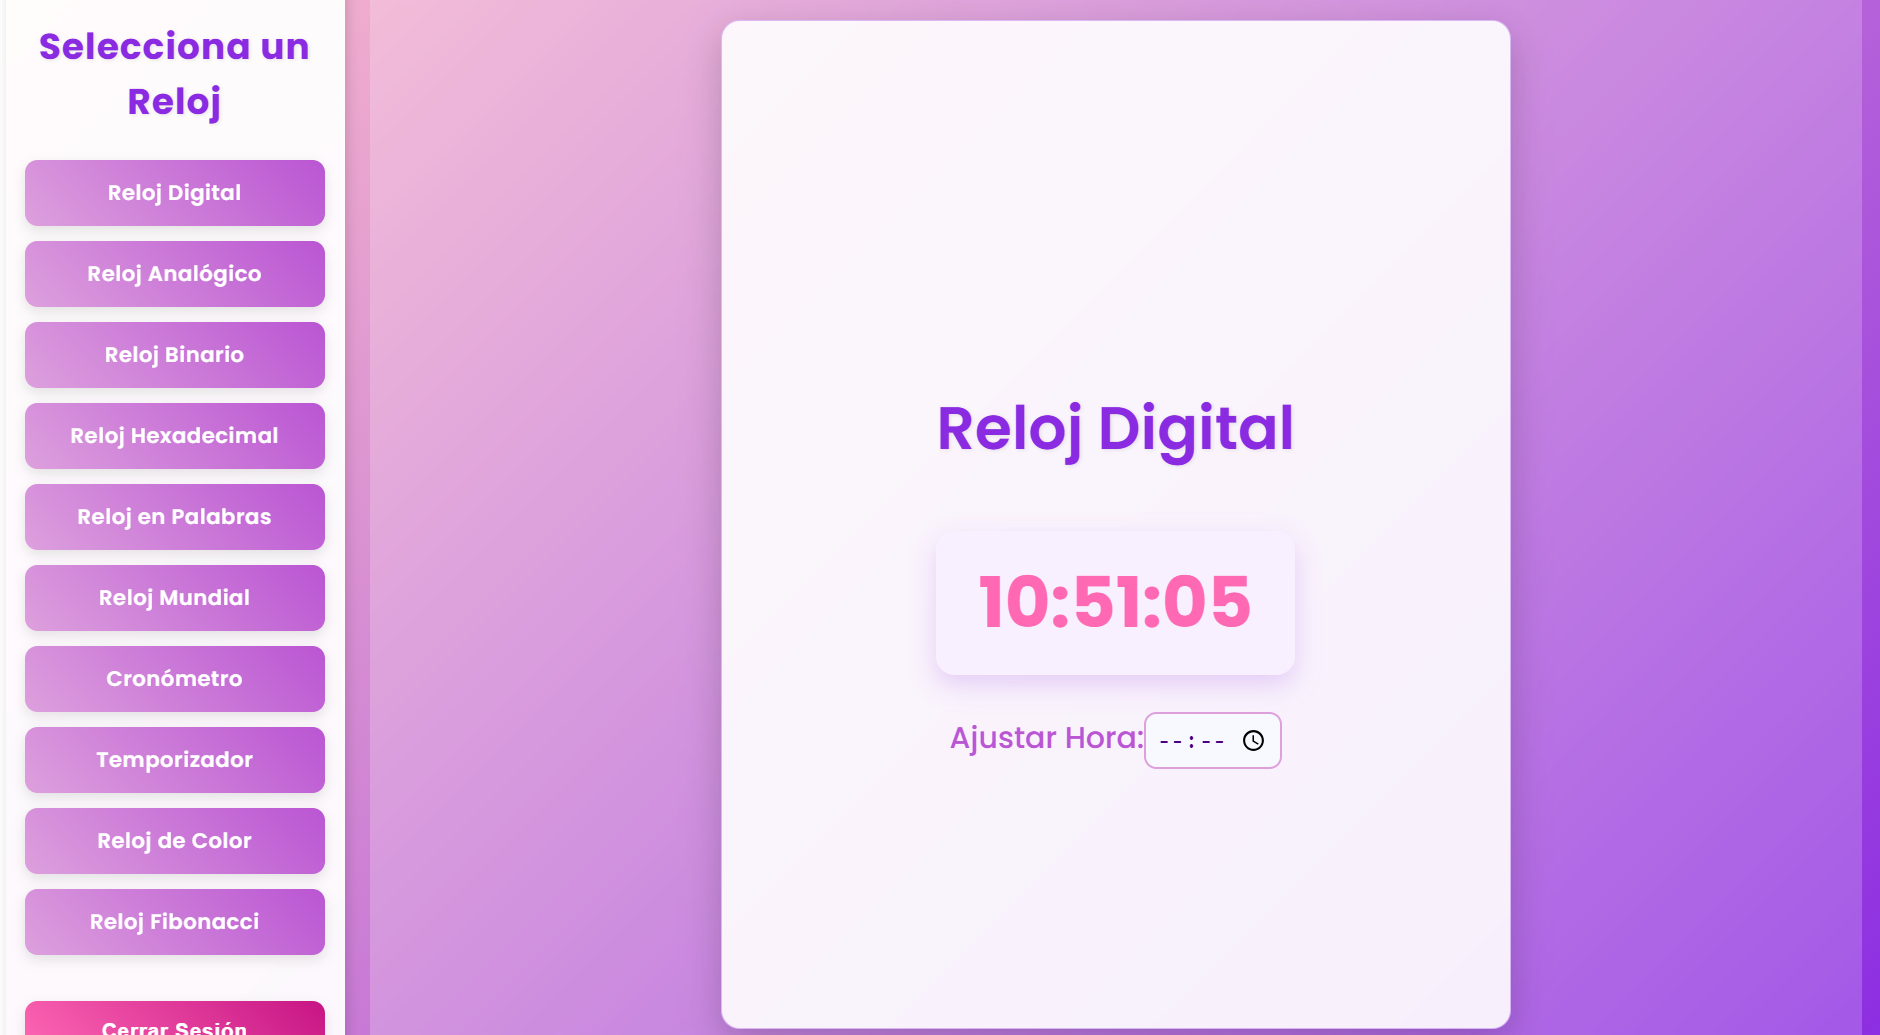 Selecciona un
Reloj
Reloj Digital
Reloj Analógico
Reloj Binario
Reloj Hexadecimal
Reloj en Palabras
Reloj Mundial
Cronómetro
Temporizador
Reloj de Color
Reloj Fibonacci
Cerrar Sesión
Reloj Digital
10:51:05
Ajustar Hora: --:--